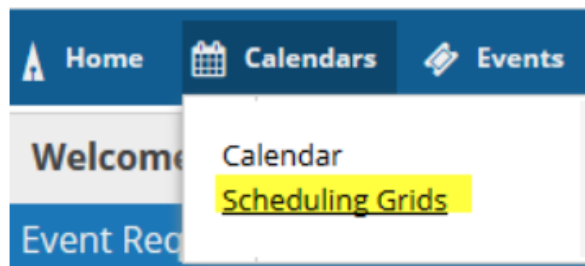 Home Calendars Events
Welcome
Calendar
Scheduling Grids
Event Req